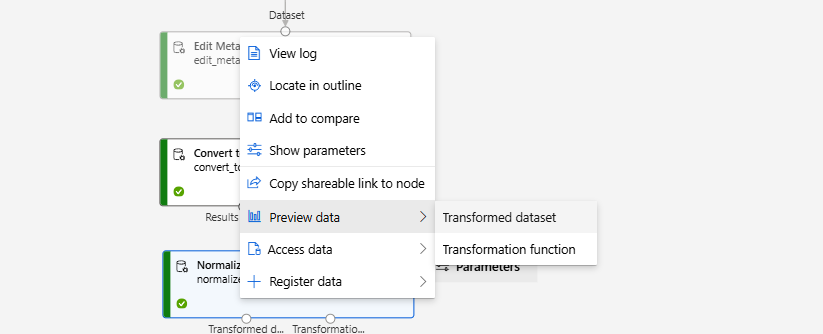 Dataset
Edit Meta
edit_meta
View log
Locate in outline
Add to compare
Show parameters
Convert to
convert_to
Copy shareable link to node
Results
Preview data
Transformed dataset
Access data
Transformation function
Parameters
Normaliz
normalize
Register data
Transformed d...
Transformatio...